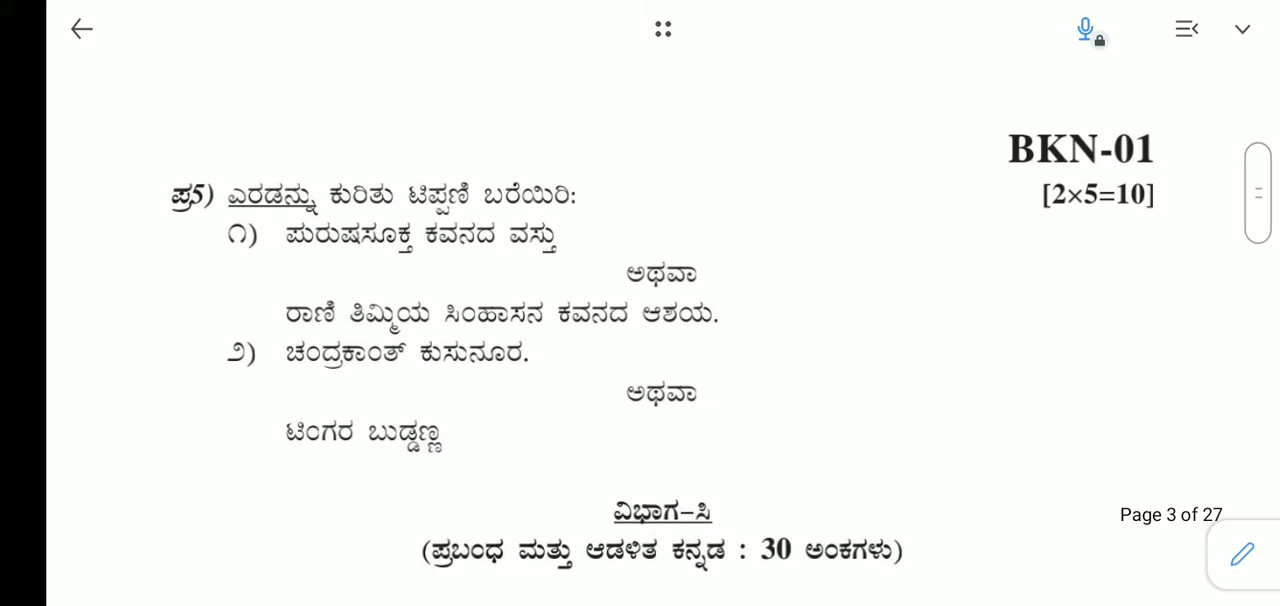 BKN-01
ಪ್ರ5) ಎರಡನ್ನು ಕುರಿತು ಟಿಪ್ಪಣಿ ಬರೆಯಿರಿ: [2×5=10]
೧) ಪುರುಷಸೂಕ್ತ ಕವನದ ವಸ್ತು
ಅಥವಾ
ರಾಣಿ ತಿಮ್ಮಿಯ ಸಿಂಹಾಸನ ಕವನದ ಆಶಯ.
೨) ಚಂದ್ರಕಾಂತ್ ಕುಸುನೂರ.
ಅಥವಾ
ಟಿಂಗರ ಬುಡ್ಡಣ್ಣ
ವಿಭಾಗ–ಸಿ
Page 3 of 27
(ಪ್ರಬಂಧ ಮತ್ತು ಆಡಳಿತ ಕನ್ನಡ : 30 ಅಂಕಗಳು)